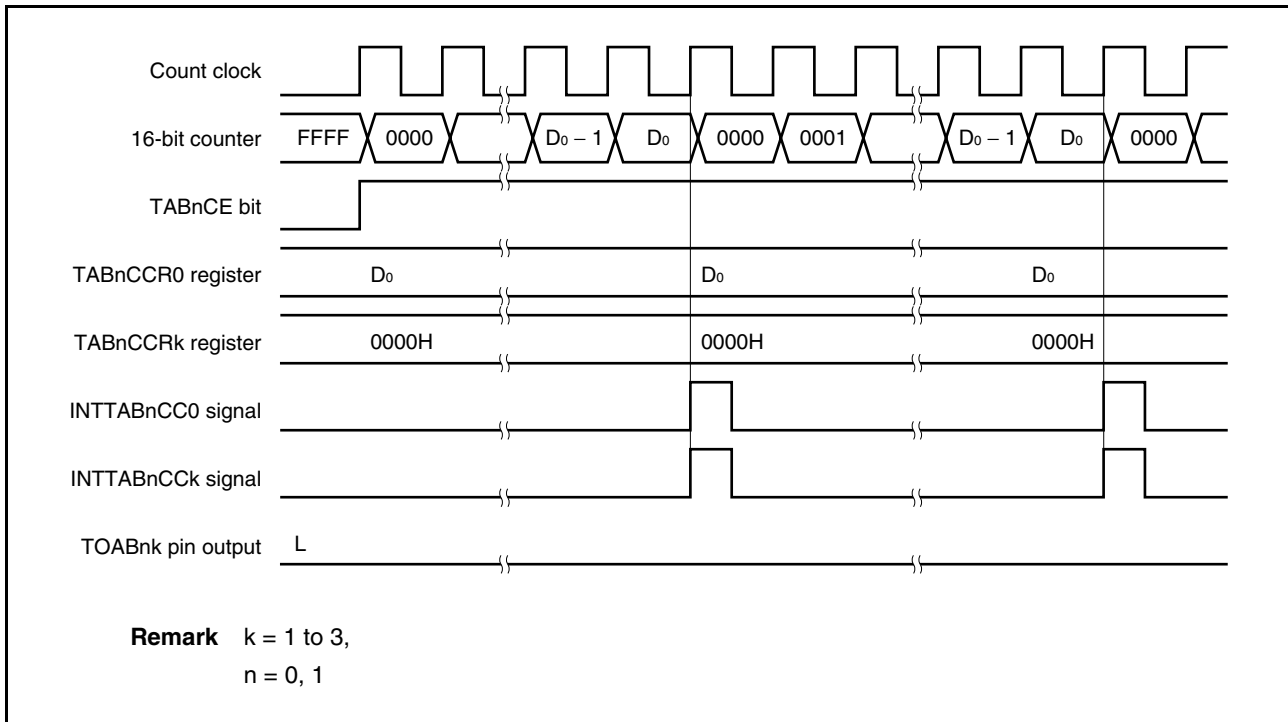 Count clock
16-bit counter FFFF 0000 D₀ − 1 D₀ 0000 0001 D₀ − 1 D₀ 0000
TABnCE bit
TABnCCR0 register D₀ D₀ D₀
TABnCCRk register 0000H 0000H 0000H
INTTABnCC0 signal
INTTABnCCk signal
TOABnk pin output L
Remark k = 1 to 3,
n = 0, 1